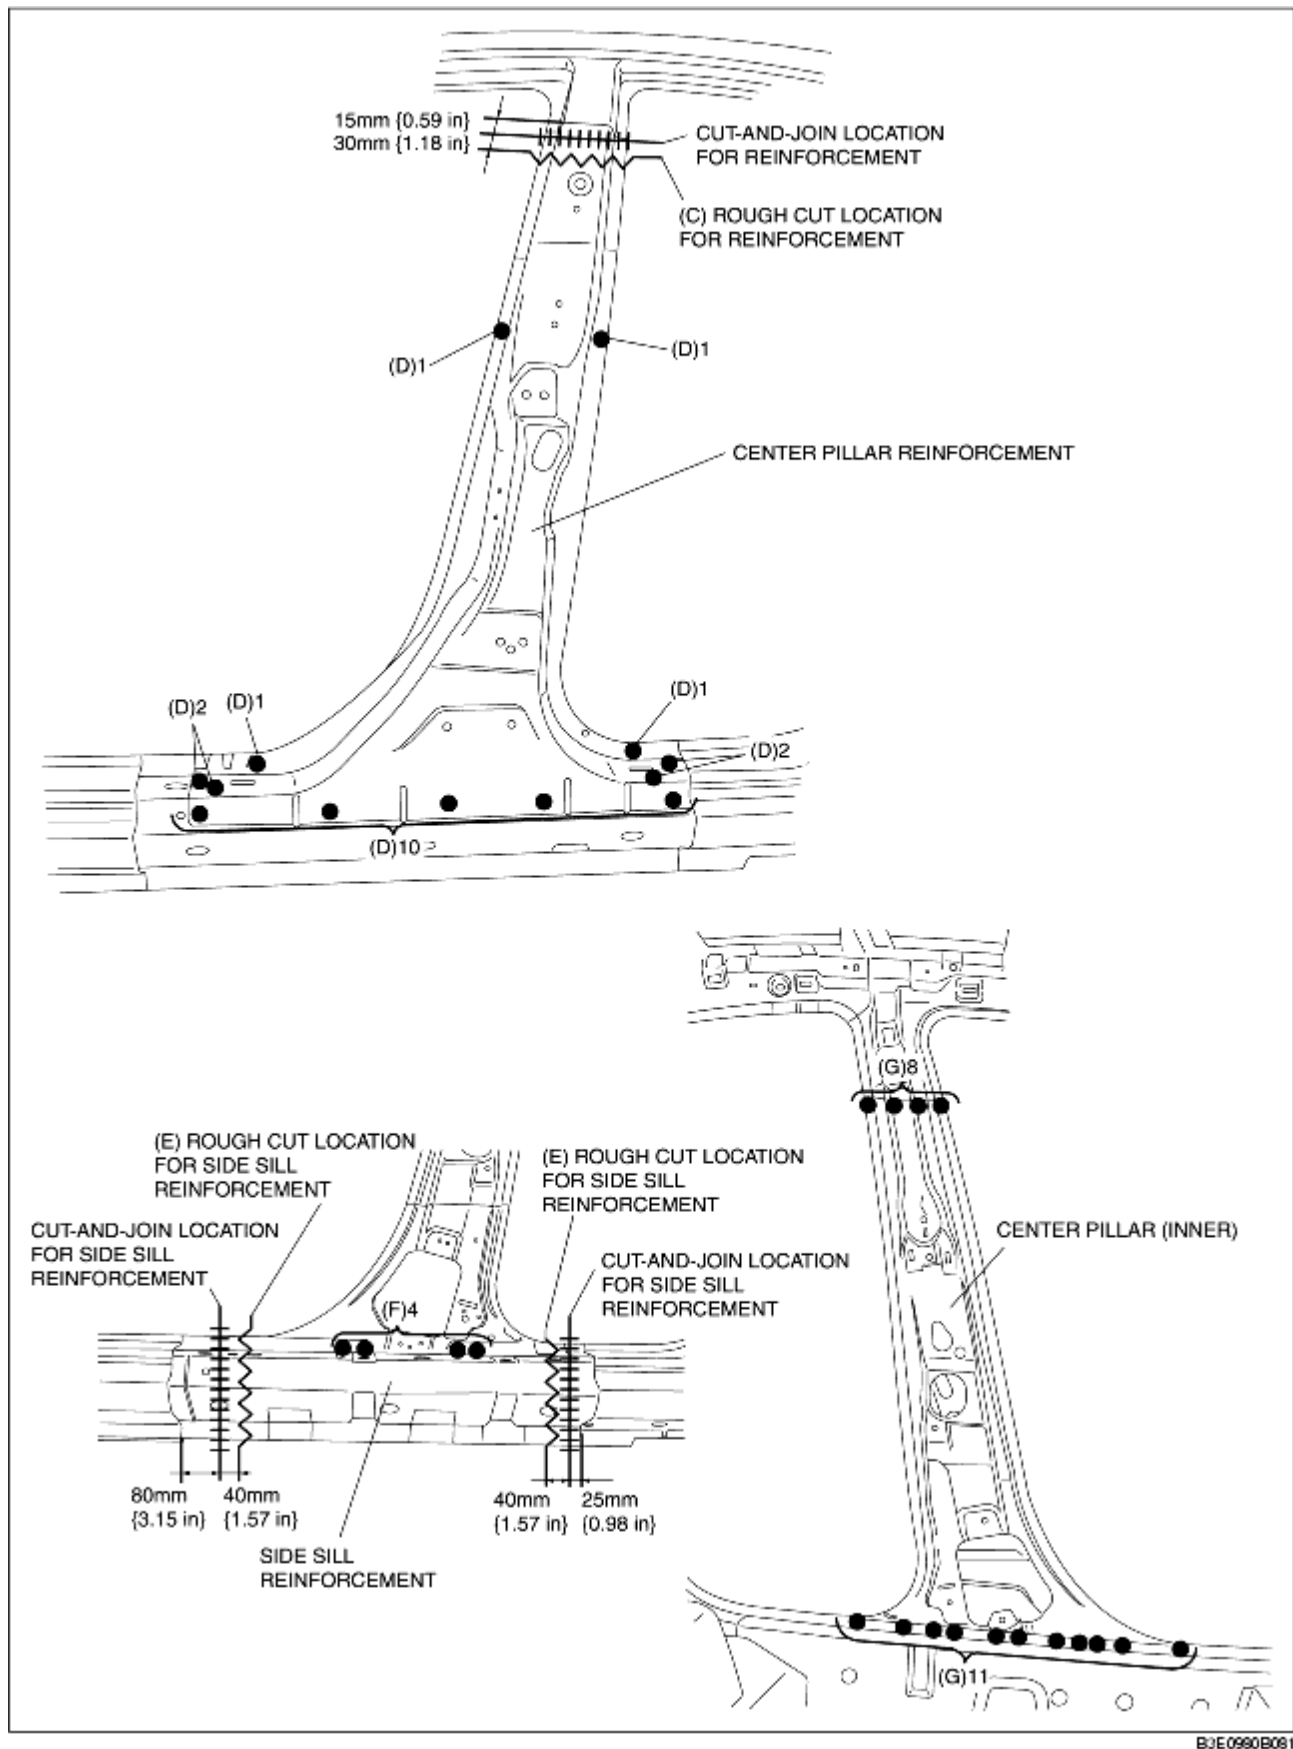 15mm {0.59 in}
30mm {1.18 in}
CUT-AND-JOIN LOCATION
FOR REINFORCEMENT
(C) ROUGH CUT LOCATION
FOR REINFORCEMENT
(D)1
(D)1
CENTER PILLAR REINFORCEMENT
(D)2
(D)1
(D)1
(D)2
(D)10
(G)8
(E) ROUGH CUT LOCATION
FOR SIDE SILL
REINFORCEMENT
(E) ROUGH CUT LOCATION
FOR SIDE SILL
REINFORCEMENT
CUT-AND-JOIN LOCATION
FOR SIDE SILL
REINFORCEMENT
CENTER PILLAR (INNER)
CUT-AND-JOIN LOCATION
FOR SIDE SILL
REINFORCEMENT
(F)4
80mm
{3.15 in}
40mm
{1.57 in}
40mm
{1.57 in}
25mm
{0.98 in}
SIDE SILL
REINFORCEMENT
(G)11
B3E0980B081